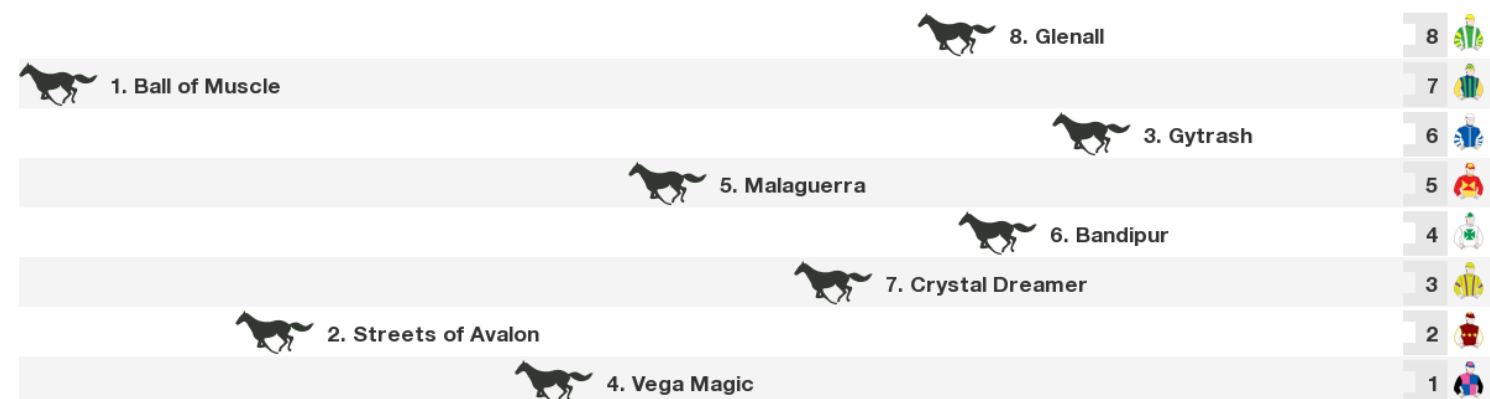 8. Glenall 8
1. Ball of Muscle 7
3. Gytrash 6
5. Malaguerra 5
6. Bandipur 4
7. Crystal Dreamer 3
2. Streets of Avalon 2
4. Vega Magic 1